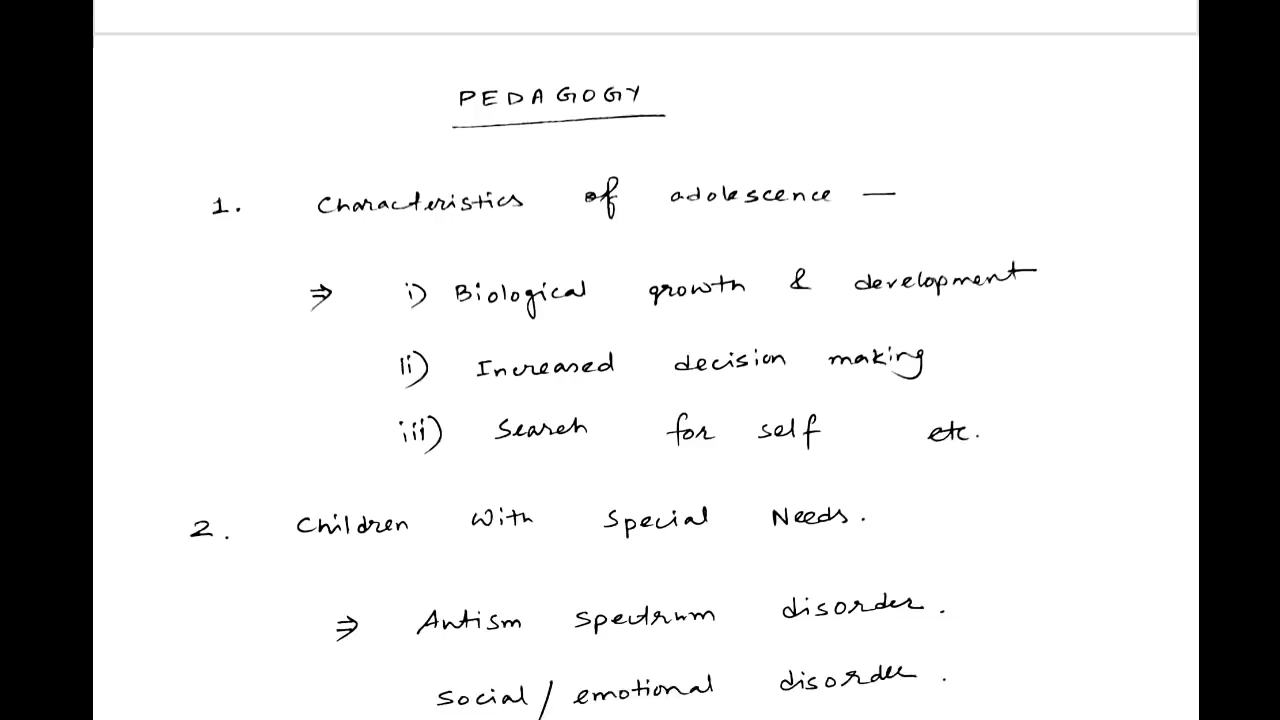 PEDAGOGY
1. Characteristics of adolescence —
⇒ i) Biological growth & development
ii) Increased decision making
iii) Search for self etc.
2. Children With Special Needs.
⇒ Autism spectrum disorder.
social / emotional disorder.